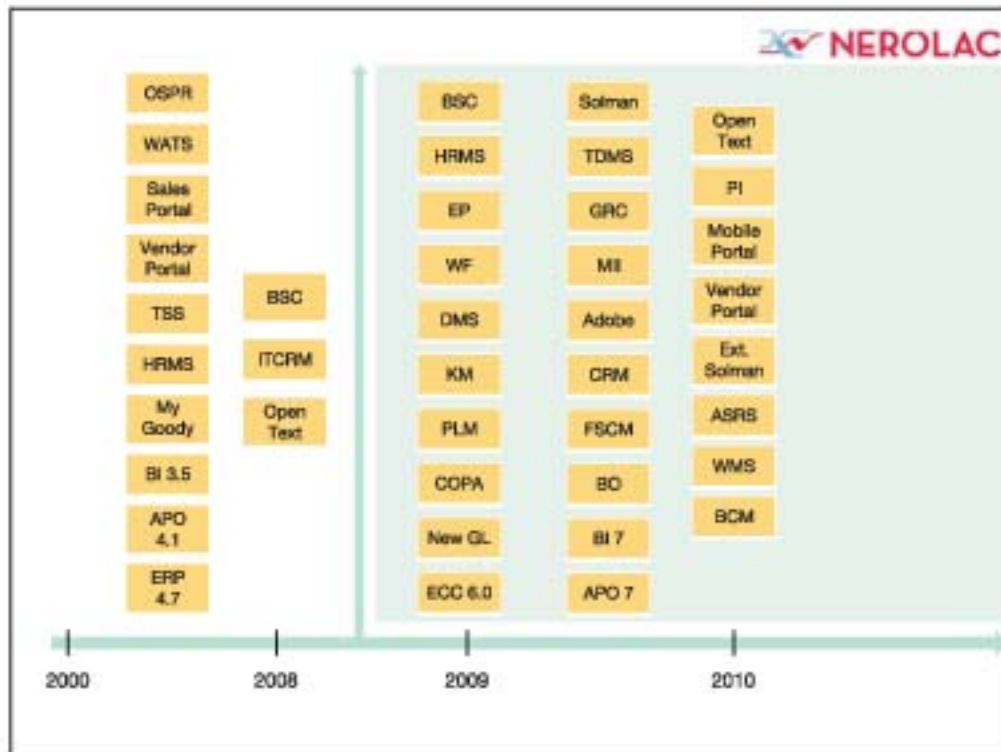 NEROLAC
OSPR
WATS
Sales
Portal
Vendor
Portal
TSS
HRMS
My
Goody
BI 3.5
APO
4.1
ERP
4.7
BSC
ITCRM
Open
Text
BSC
HRMS
EP
WF
DMS
KM
PLM
COPA
New GL
ECC 6.0
Solman
TDMS
GRC
MII
Adobe
CRM
FSCM
BO
BI 7
APO 7
Open
Text
PI
Mobile
Portal
Vendor
Portal
Ext.
Solman
ASRS
WMS
BCM
2000
2008
2009
2010